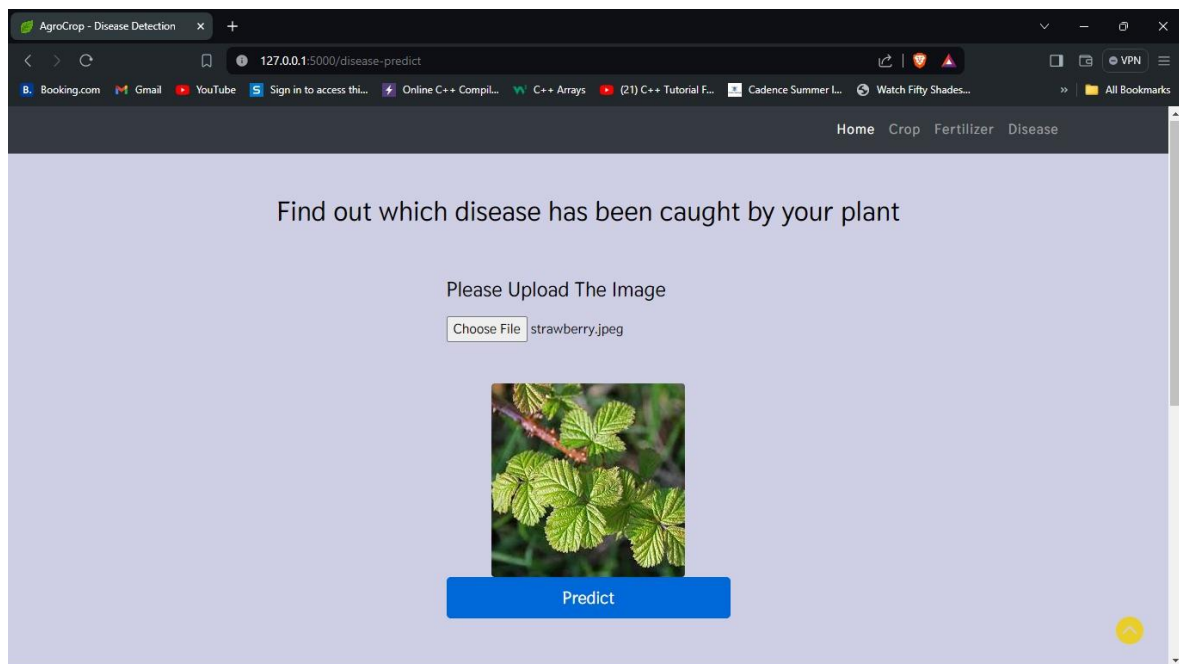 AgroCrop - Disease Detection
127.0.0.1:5000/disease-predict
VPN
B. Booking.com Gmail YouTube S Sign in to access thi... Online C++ Compil... C++ Arrays (21) C++ Tutorial F... Cadence Summer I... Watch Fifty Shades... » All Bookmarks
Home Crop Fertilizer Disease
Find out which disease has been caught by your plant
Please Upload The Image
Choose File strawberry.jpeg
Predict